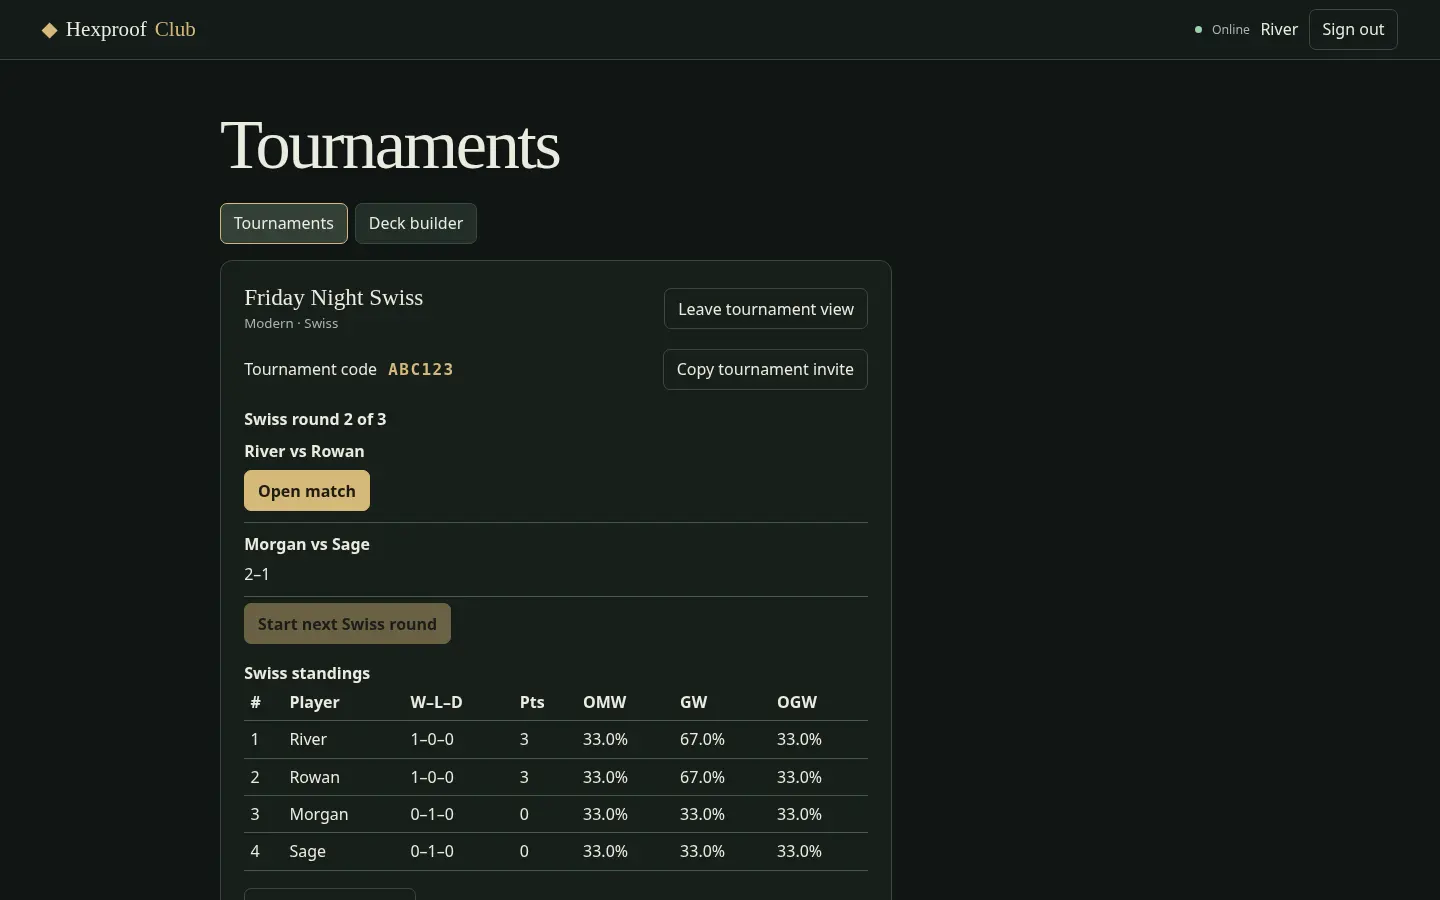 Hexproof Club
Online River Sign out
Tournaments
Tournaments Deck builder
Friday Night Swiss
Modern · Swiss
Leave tournament view
Tournament code ABC123
Copy tournament invite
Swiss round 2 of 3
River vs Rowan
Open match
Morgan vs Sage
2–1
Start next Swiss round
Swiss standings
# Player W–L–D Pts OMW GW OGW
1 River 1–0–0 3 33.0% 67.0% 33.0%
2 Rowan 1–0–0 3 33.0% 67.0% 33.0%
3 Morgan 0–1–0 0 33.0% 33.0% 33.0%
4 Sage 0–1–0 0 33.0% 33.0% 33.0%